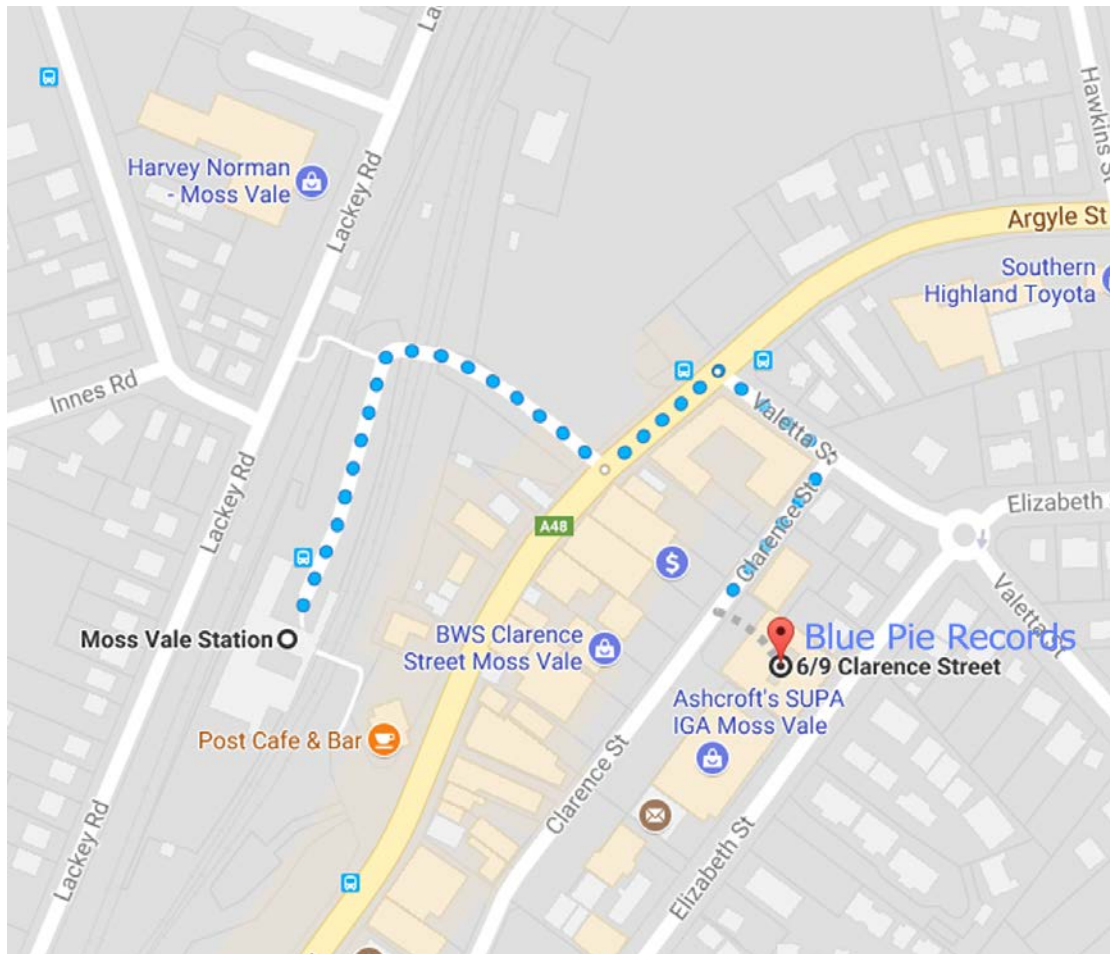 La
Hawkins St
Harvey Norman
- Moss Vale
Lackey Rd
Argyle St
Southern
Highland Toyota
Innes Rd
Valetta St
Lackey Rd
Elizabeth
A48
Clarence St
$
Valetta St
Moss Vale Station
BWS Clarence
Street Moss Vale
Blue Pie Records
6/9 Clarence Street
Ashcroft's SUPA
IGA Moss Vale
Post Cafe & Bar
Clarence St
Lackey Rd
Elizabeth St